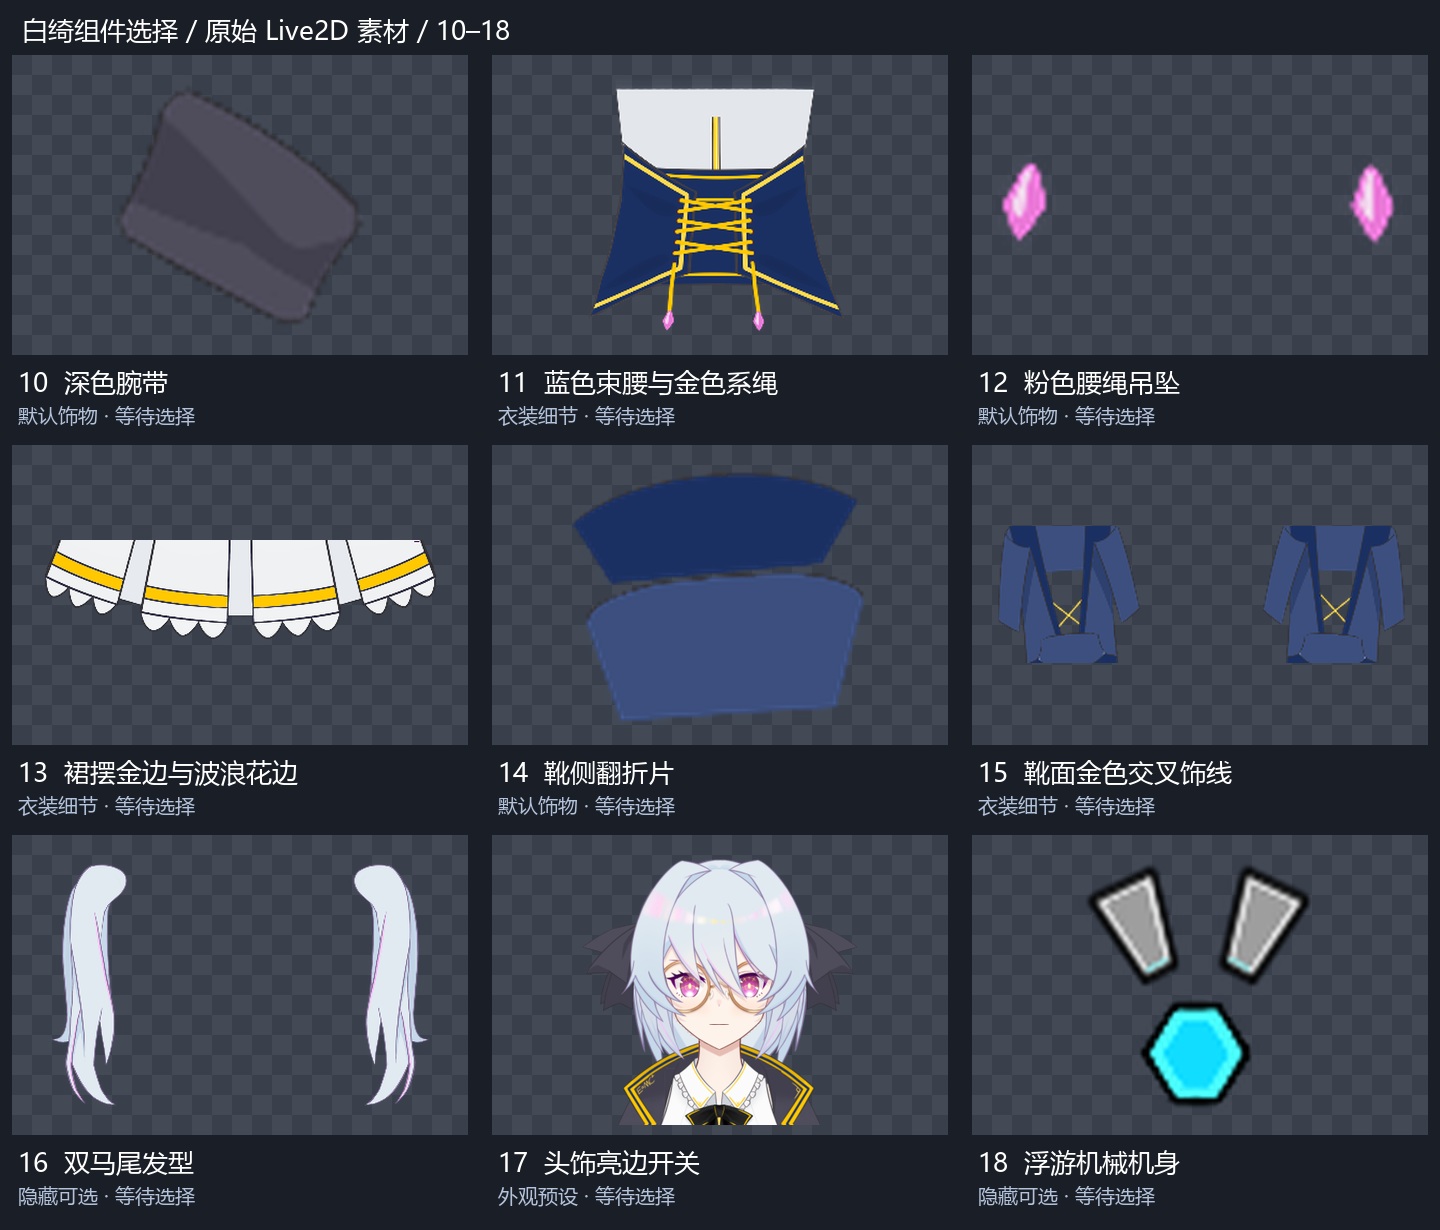 白绮组件选择 / 原始 Live2D 素材 / 10–18
10 深色腕带
默认饰物 · 等待选择
11 蓝色束腰与金色系绳
衣装细节 · 等待选择
12 粉色腰绳吊坠
默认饰物 · 等待选择
13 裙摆金边与波浪花边
衣装细节 · 等待选择
14 靴侧翻折片
默认饰物 · 等待选择
15 靴面金色交叉饰线
衣装细节 · 等待选择
16 双马尾发型
隐藏可选 · 等待选择
17 头饰亮边开关
外观预设 · 等待选择
18 浮游机械机身
隐藏可选 · 等待选择